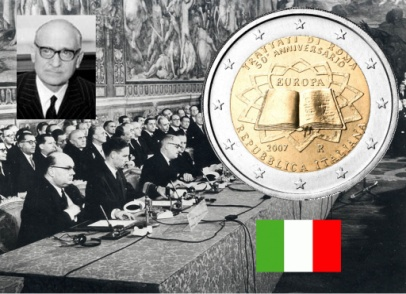 TRATTATI DI ROMA
50° ANNIVERSARIO
EUROPA
2007 R
REPUBBLICA ITALIANA